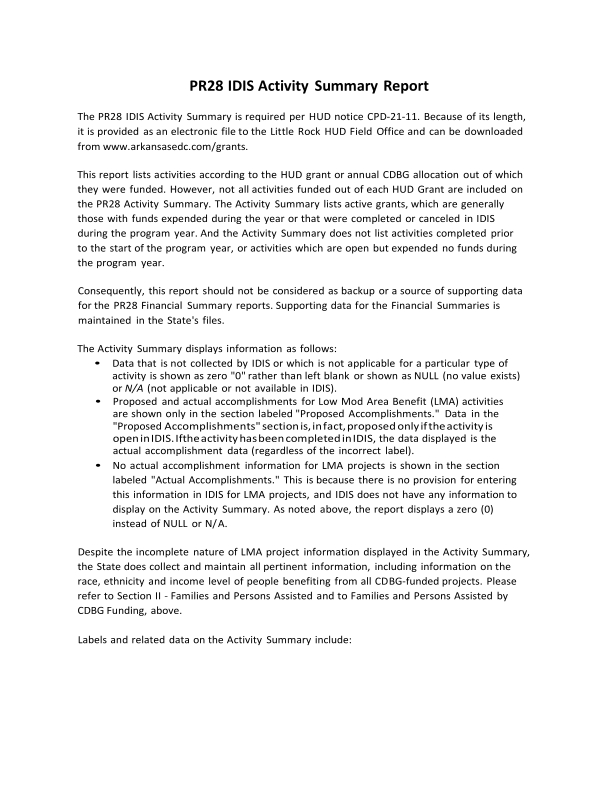 PR28 IDIS Activity Summary Report
The PR28 IDIS Activity Summary is required per HUD notice CPD-21-11. Because of its length,
it is provided as an electronic file to the Little Rock HUD Field Office and can be downloaded
from www.arkansasedc.com/grants.
This report lists activities according to the HUD grant or annual CDBG allocation out of which
they were funded. However, not all activities funded out of each HUD Grant are included on
the PR28 Activity Summary. The Activity Summary lists active grants, which are generally
those with funds expended during the year or that were completed or canceled in IDIS
during the program year. And the Activity Summary does not list activities completed prior
to the start of the program year, or activities which are open but expended no funds during
the program year.
Consequently, this report should not be considered as backup or a source of supporting data
for the PR28 Financial Summary reports. Supporting data for the Financial Summaries is
maintained in the State's files.
The Activity Summary displays information as follows:
• Data that is not collected by IDIS or which is not applicable for a particular type of
activity is shown as zero "0" rather than left blank or shown as NULL (no value exists)
or N/A (not applicable or not available in IDIS).
• Proposed and actual accomplishments for Low Mod Area Benefit (LMA) activities
are shown only in the section labeled "Proposed Accomplishments." Data in the
"Proposed Accomplishments" section is, in fact, proposed only if the activity is
open in IDIS. If the activity has been completed in IDIS, the data displayed is the
actual accomplishment data (regardless of the incorrect label).
• No actual accomplishment information for LMA projects is shown in the section
labeled "Actual Accomplishments." This is because there is no provision for entering
this information in IDIS for LMA projects, and IDIS does not have any information to
display on the Activity Summary. As noted above, the report displays a zero (0)
instead of NULL or N/A.
Despite the incomplete nature of LMA project information displayed in the Activity Summary,
the State does collect and maintain all pertinent information, including information on the
race, ethnicity and income level of people benefiting from all CDBG-funded projects. Please
refer to Section II - Families and Persons Assisted and to Families and Persons Assisted by
CDBG Funding, above.
Labels and related data on the Activity Summary include: